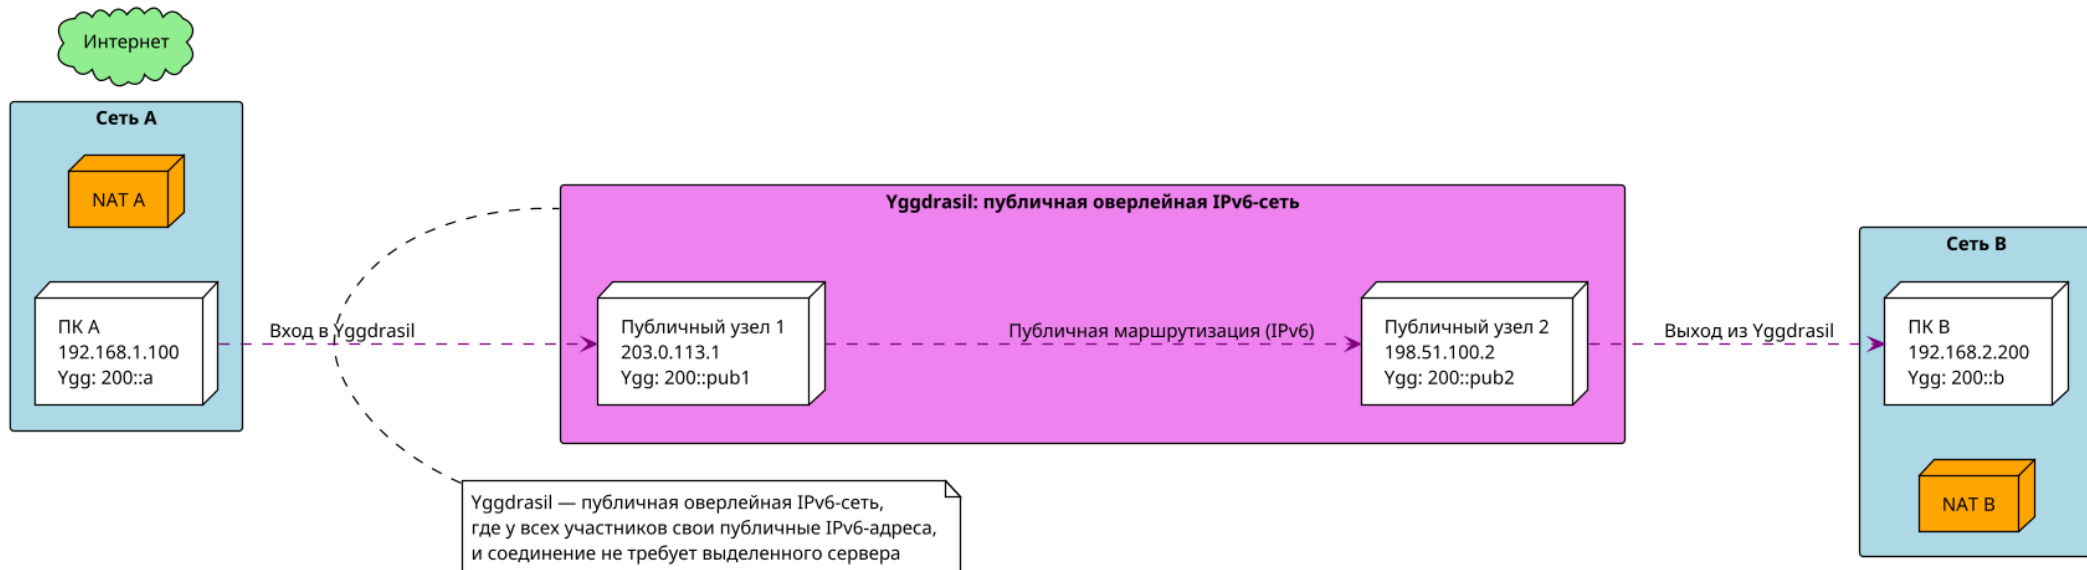 Интернет
Сеть A
NAT A
ПК A
192.168.1.100
Ygg: 200::a
Вход в Yggdrasil
Yggdrasil: публичная оверлейная IPv6-сеть
Публичный узел 1
203.0.113.1
Ygg: 200::pub1
Публичная маршрутизация (IPv6)
Публичный узел 2
198.51.100.2
Ygg: 200::pub2
Выход из Yggdrasil
Сеть B
ПК B
192.168.2.200
Ygg: 200::b
NAT B
Yggdrasil — публичная оверлейная IPv6-сеть,
где у всех участников свои публичные IPv6-адреса,
и соединение не требует выделенного сервера